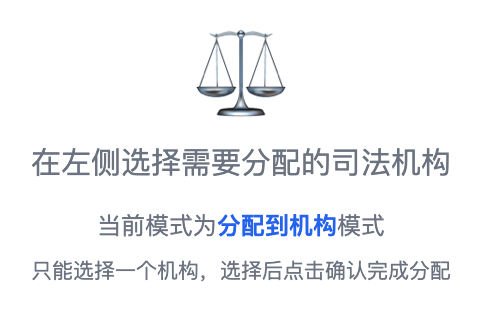 在左侧选择需要分配的司法机构
当前模式为分配到机构模式
只能选择一个机构，选择后点击确认完成分配